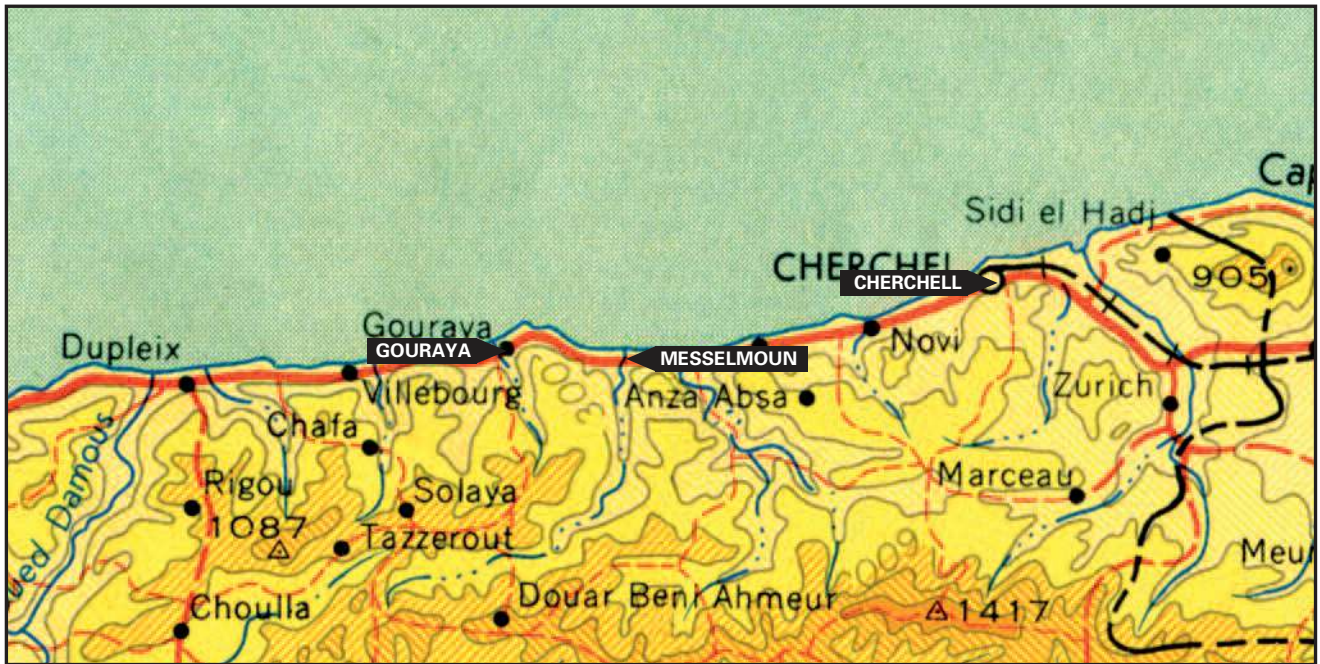 Cap
Sidi el Hadj
CHERCHEL
CHERCHELL
905
Gouraya
GOURAYA
MESSELMOUN
Novi
Dupleix
Villebourg
Anza Absa
Zurich
Chafa
Oued Damous
Rigou
Solaya
Marceau
1087
Tazzerout
Meur
Choulla
Douar Beni Ahmeur
1417